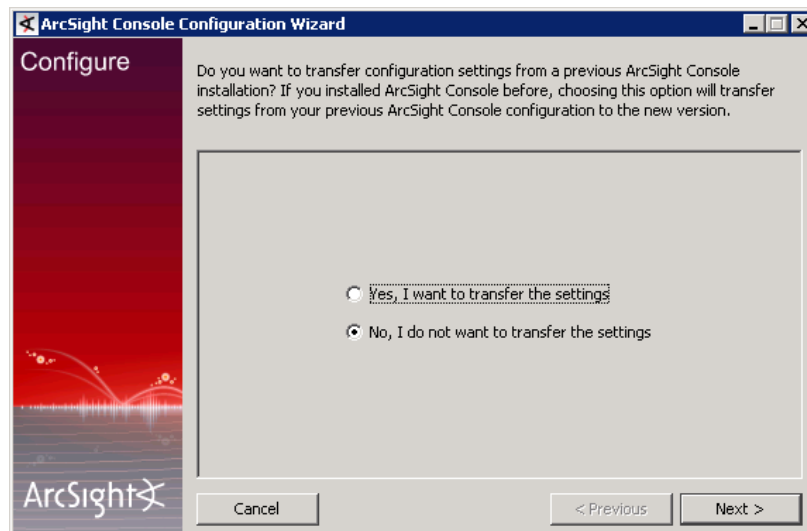 ArcSight Console Configuration Wizard
Configure
Do you want to transfer configuration settings from a previous ArcSight Console
installation? If you installed ArcSight Console before, choosing this option will transfer
settings from your previous ArcSight Console configuration to the new version.
Yes, I want to transfer the settings
No, I do not want to transfer the settings
ArcSight
Cancel
< Previous
Next >